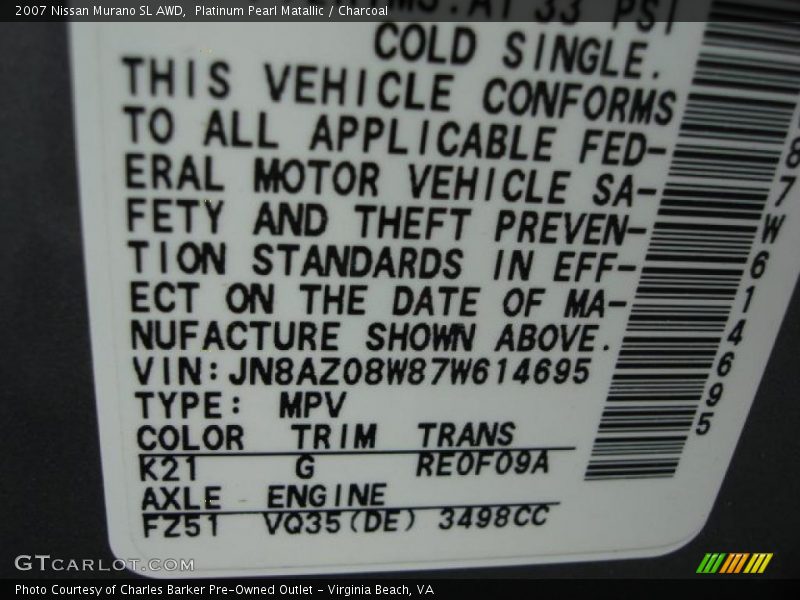 2007 Nissan Murano SL AWD, Platinum Pearl Matallic / Charcoal
33 PSI
COLD SINGLE.
THIS VEHICLE CONFORMS
TO ALL APPLICABLE FED-
ERAL MOTOR VEHICLE SA-
FETY AND THEFT PREVEN-
TION STANDARDS IN EFF-
ECT ON THE DATE OF MA-
NUFACTURE SHOWN ABOVE.
VIN:JN8AZ08W87W614695
TYPE: MPV
COLOR TRIM TRANS
K21 G RE0F09A
AXLE ENGINE
FZ51 VQ35(DE) 3498CC
87W614695
GTCARLOT.COM
Photo Courtesy of Charles Barker Pre-Owned Outlet - Virginia Beach, VA